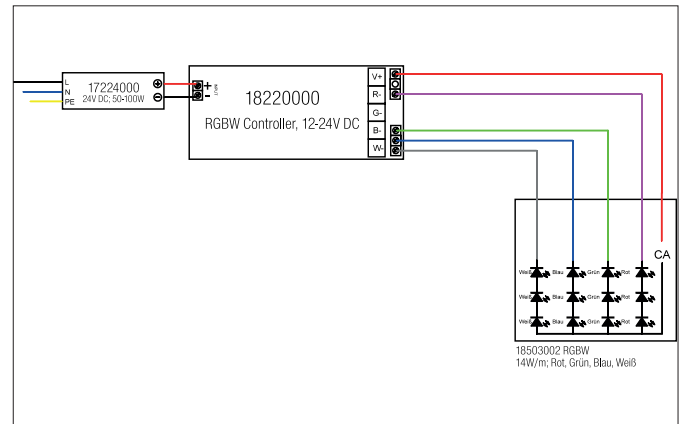 L
N
PE
17224000
24V DC; 50-100W
+
-
18220000
RGBW Controller, 12-24V DC
V+
R-
G-
B-
W-
CA
Weiß Blau Grün Rot
Weiß Blau Grün Rot
Weiß Blau Grün Rot
18503002 RGBW
14W/m; Rot, Grün, Blau, Weiß